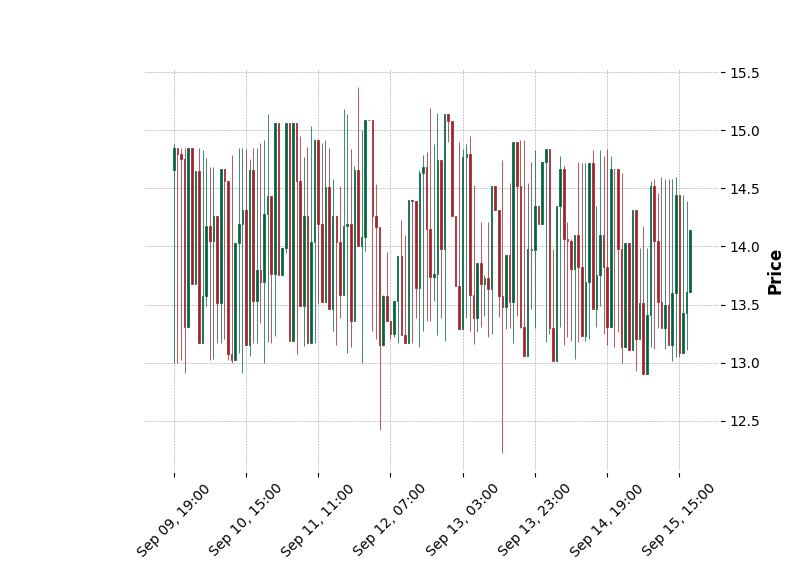 15.5
15.0
14.5
14.0
13.5
13.0
12.5
Price
Sep 09, 19:00
Sep 10, 15:00
Sep 11, 11:00
Sep 12, 07:00
Sep 13, 03:00
Sep 13, 23:00
Sep 14, 19:00
Sep 15, 15:00